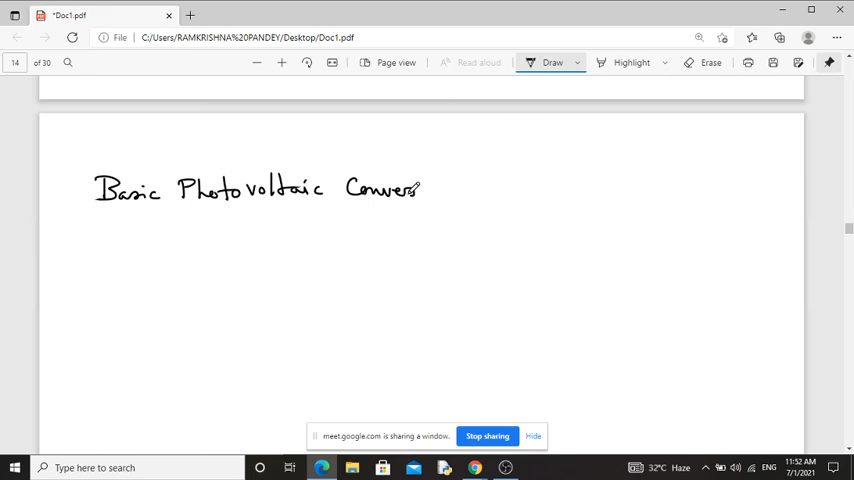 *Doc1.pdf
File
C:/Users/RAMKRISHNA%20PANDEY/Desktop/Doc1.pdf
14 of 30
Page view
Read aloud
Draw
Highlight
Erase
Basic Photovoltaic Convers
meet.google.com is sharing a window.
Stop sharing
Hide
Type here to search
32°C Haze
ENG
11:52 AM
7/1/2021